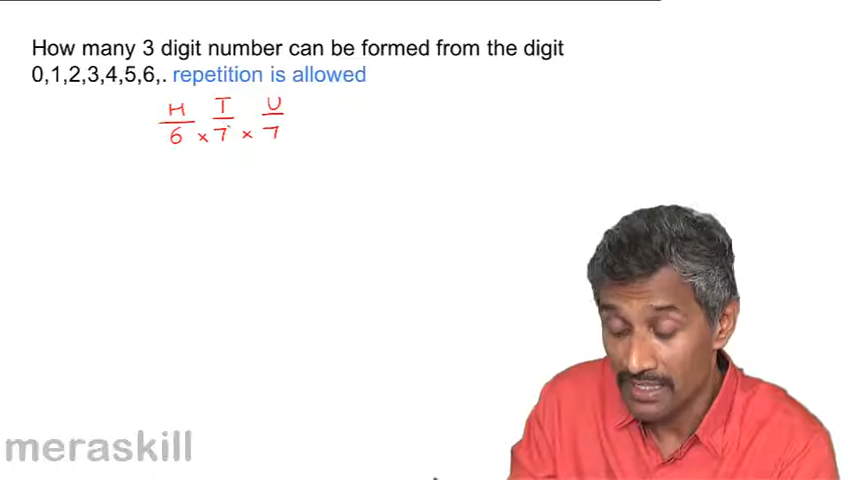 How many 3 digit number can be formed from the digit
0,1,2,3,4,5,6,. repetition is allowed
H T U
6 × 7 × 7
meraskill